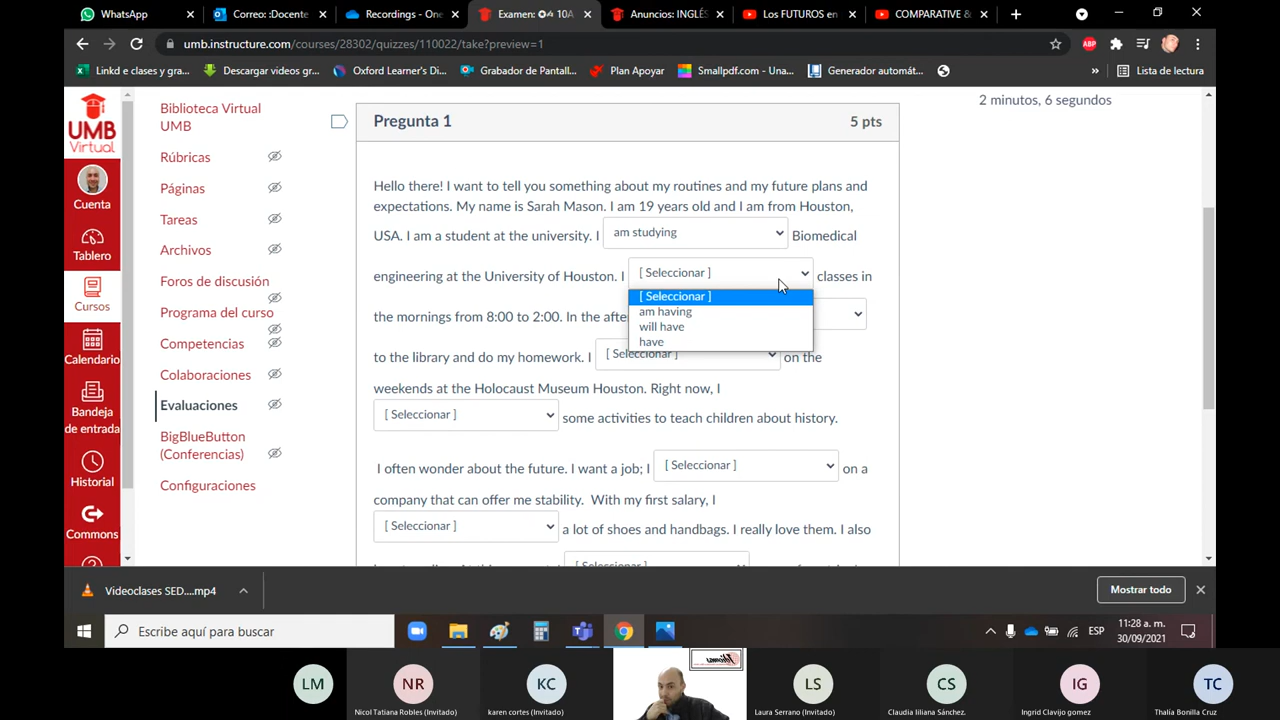 WhatsApp
Correo: :Docente
Recordings - One
Examen: ✪✍ 10A
Anuncios: INGLÉS
Los FUTUROS en
COMPARATIVE &
umb.instructure.com/courses/28302/quizzes/110022/take?preview=1
ABP
Linkd e clases y gra...
Descargar videos gr...
Oxford Learner's Di...
Grabador de Pantall...
Plan Apoyar
Smallpdf.com - Una...
Generador automát...
»
Lista de lectura
UMB
Virtual
Cuenta
Tablero
Cursos
Calendario
Bandeja
de entrada
Historial
Commons
Biblioteca Virtual
UMB
Rúbricas
Páginas
Tareas
Archivos
Foros de discusión
Programa del curso
Competencias
Colaboraciones
Evaluaciones
BigBlueButton
(Conferencias)
Configuraciones
2 minutos, 6 segundos
Pregunta 1 5 pts
Hello there! I want to tell you something about my routines and my future plans and
expectations. My name is Sarah Mason. I am 19 years old and I am from Houston,
USA. I am a student at the university. I am studying Biomedical
engineering at the University of Houston. I [ Seleccionar ] classes in
[ Seleccionar ]
am having
will have
have
the mornings from 8:00 to 2:00. In the afte
to the library and do my homework. I [ Seleccionar ] on the
weekends at the Holocaust Museum Houston. Right now, I
[ Seleccionar ] some activities to teach children about history.
I often wonder about the future. I want a job; I [ Seleccionar ] on a
company that can offer me stability. With my first salary, I
[ Seleccionar ] a lot of shoes and handbags. I really love them. I also
[ Seleccionar ]
Videoclases SED....mp4
Mostrar todo
Escribe aquí para buscar
ESP
11:28 a. m.
30/09/2021
LM
NR
Nicol Tatiana Robles (Invitado)
KC
karen cortes (Invitado)
LS
Laura Serrano (Invitado)
CS
Claudia liliana Sánchez.
IG
Ingrid Clavijo gomez
TC
Thalía Bonilla Cruz